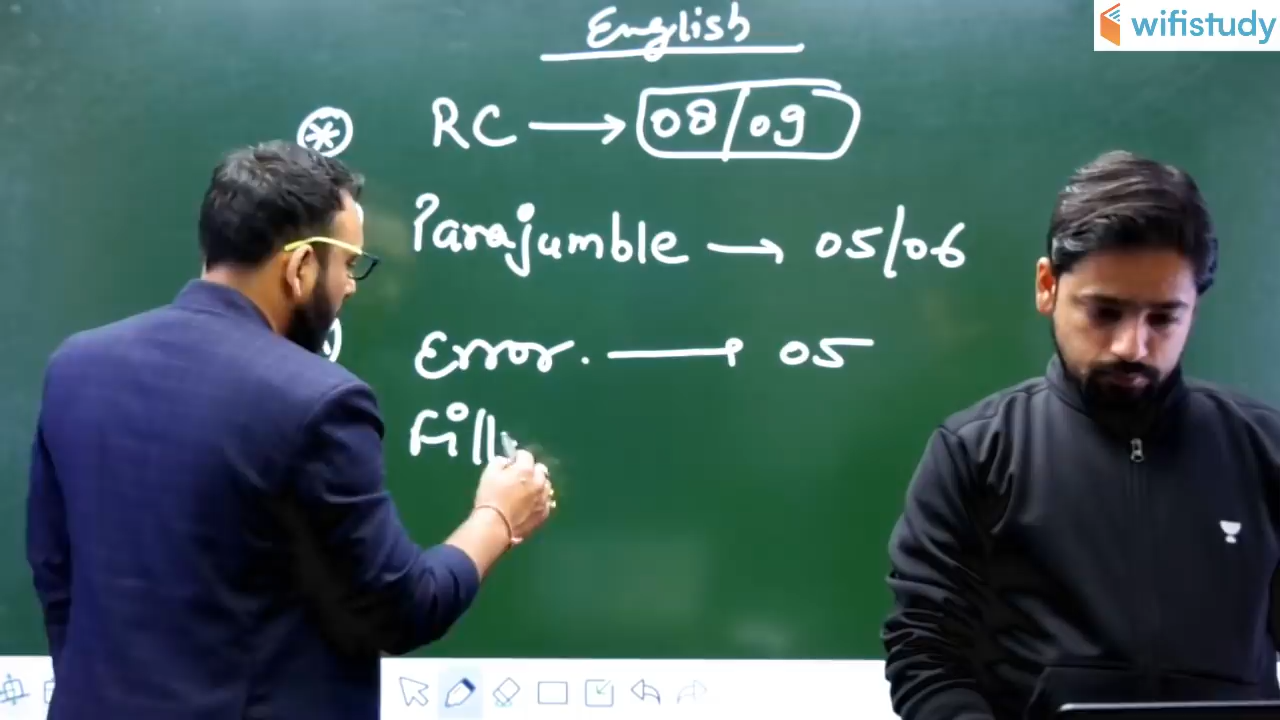 wifistudy
English
RC → 08/09
Parajumble → 05/06
Error. → 05
Fill